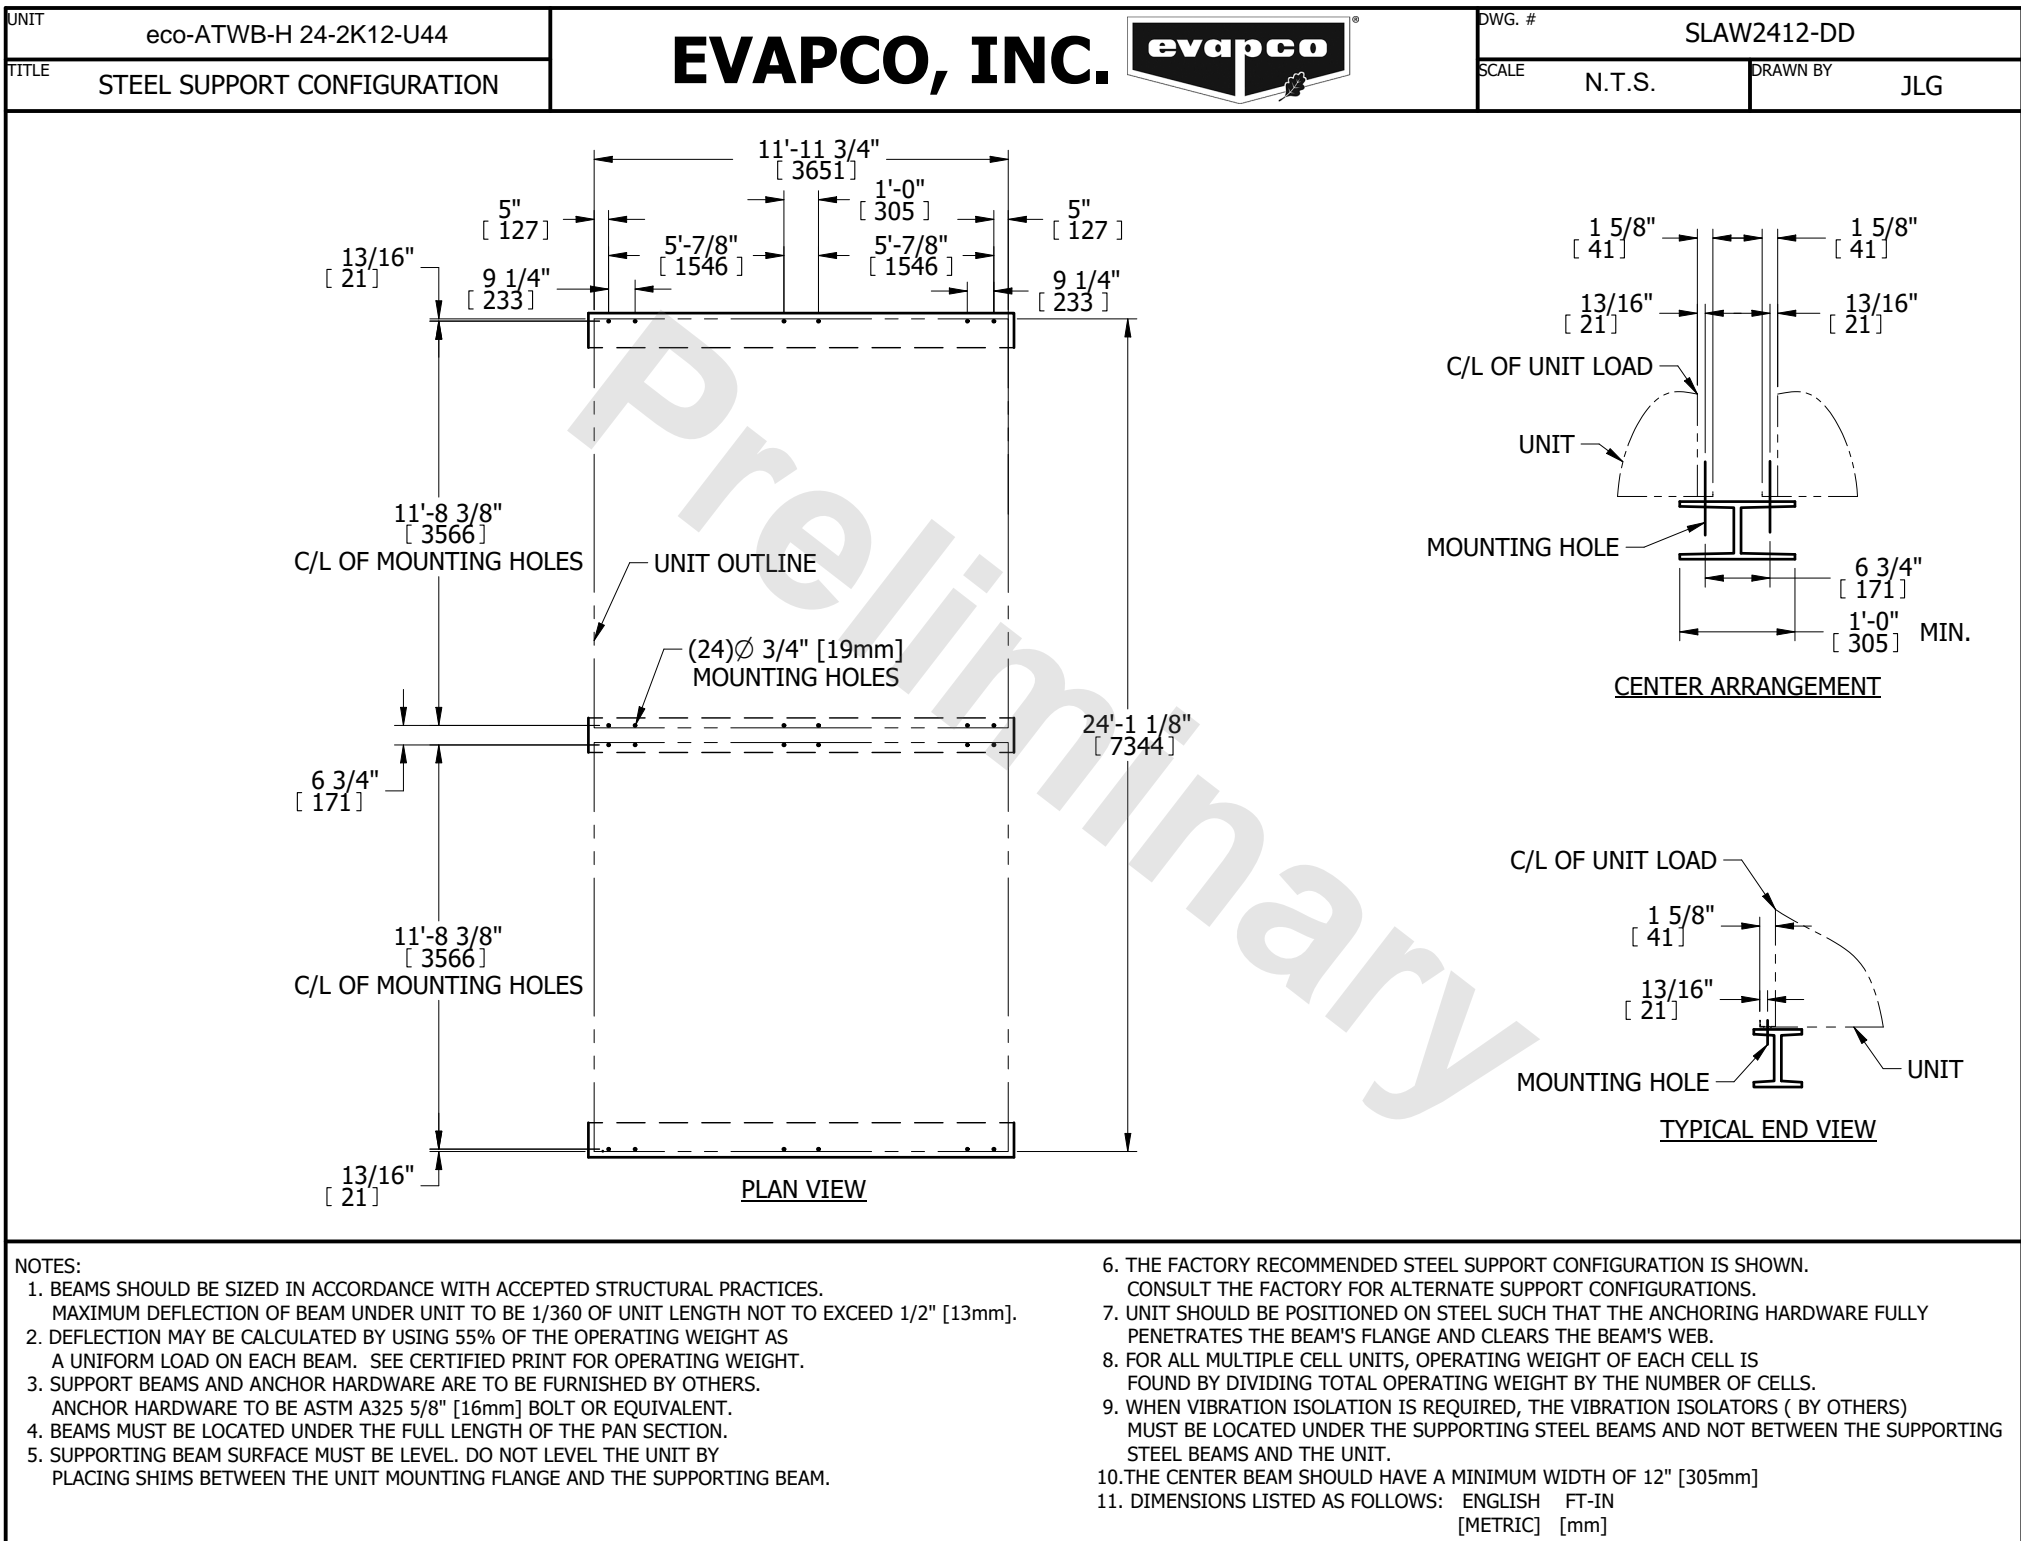 UNIT
eco-ATWB-H 24-2K12-U44
TITLE
STEEL SUPPORT CONFIGURATION
EVAPCO, INC.
evapco
®
DWG. #
SLAW2412-DD
SCALE
N.T.S.
DRAWN BY
JLG
11'-11 3/4"
[ 3651 ]
1'-0"
[ 305 ]
5"
[ 127 ]
5"
[ 127 ]
5'-7/8"
[ 1546 ]
5'-7/8"
[ 1546 ]
13/16"
[ 21 ]
9 1/4"
[ 233 ]
9 1/4"
[ 233 ]
11'-8 3/8"
[ 3566 ]
C/L OF MOUNTING HOLES
UNIT OUTLINE
(24)Ø 3/4" [19mm]
MOUNTING HOLES
24'-1 1/8"
[ 7344 ]
6 3/4"
[ 171 ]
11'-8 3/8"
[ 3566 ]
C/L OF MOUNTING HOLES
13/16"
[ 21 ]
PLAN VIEW
Preliminary
1 5/8"
[ 41 ]
1 5/8"
[ 41 ]
13/16"
[ 21 ]
13/16"
[ 21 ]
C/L OF UNIT LOAD
UNIT
MOUNTING HOLE
6 3/4"
[ 171 ]
1'-0"
[ 305 ] MIN.
CENTER ARRANGEMENT
C/L OF UNIT LOAD
1 5/8"
[ 41 ]
13/16"
[ 21 ]
MOUNTING HOLE
UNIT
TYPICAL END VIEW
NOTES:
1. BEAMS SHOULD BE SIZED IN ACCORDANCE WITH ACCEPTED STRUCTURAL PRACTICES.
MAXIMUM DEFLECTION OF BEAM UNDER UNIT TO BE 1/360 OF UNIT LENGTH NOT TO EXCEED 1/2" [13mm].
2. DEFLECTION MAY BE CALCULATED BY USING 55% OF THE OPERATING WEIGHT AS
A UNIFORM LOAD ON EACH BEAM. SEE CERTIFIED PRINT FOR OPERATING WEIGHT.
3. SUPPORT BEAMS AND ANCHOR HARDWARE ARE TO BE FURNISHED BY OTHERS.
ANCHOR HARDWARE TO BE ASTM A325 5/8" [16mm] BOLT OR EQUIVALENT.
4. BEAMS MUST BE LOCATED UNDER THE FULL LENGTH OF THE PAN SECTION.
5. SUPPORTING BEAM SURFACE MUST BE LEVEL. DO NOT LEVEL THE UNIT BY
PLACING SHIMS BETWEEN THE UNIT MOUNTING FLANGE AND THE SUPPORTING BEAM.
6. THE FACTORY RECOMMENDED STEEL SUPPORT CONFIGURATION IS SHOWN.
CONSULT THE FACTORY FOR ALTERNATE SUPPORT CONFIGURATIONS.
7. UNIT SHOULD BE POSITIONED ON STEEL SUCH THAT THE ANCHORING HARDWARE FULLY
PENETRATES THE BEAM'S FLANGE AND CLEARS THE BEAM'S WEB.
8. FOR ALL MULTIPLE CELL UNITS, OPERATING WEIGHT OF EACH CELL IS
FOUND BY DIVIDING TOTAL OPERATING WEIGHT BY THE NUMBER OF CELLS.
9. WHEN VIBRATION ISOLATION IS REQUIRED, THE VIBRATION ISOLATORS ( BY OTHERS)
MUST BE LOCATED UNDER THE SUPPORTING STEEL BEAMS AND NOT BETWEEN THE SUPPORTING
STEEL BEAMS AND THE UNIT.
10.THE CENTER BEAM SHOULD HAVE A MINIMUM WIDTH OF 12" [305mm]
11. DIMENSIONS LISTED AS FOLLOWS: ENGLISH FT-IN
[METRIC] [mm]